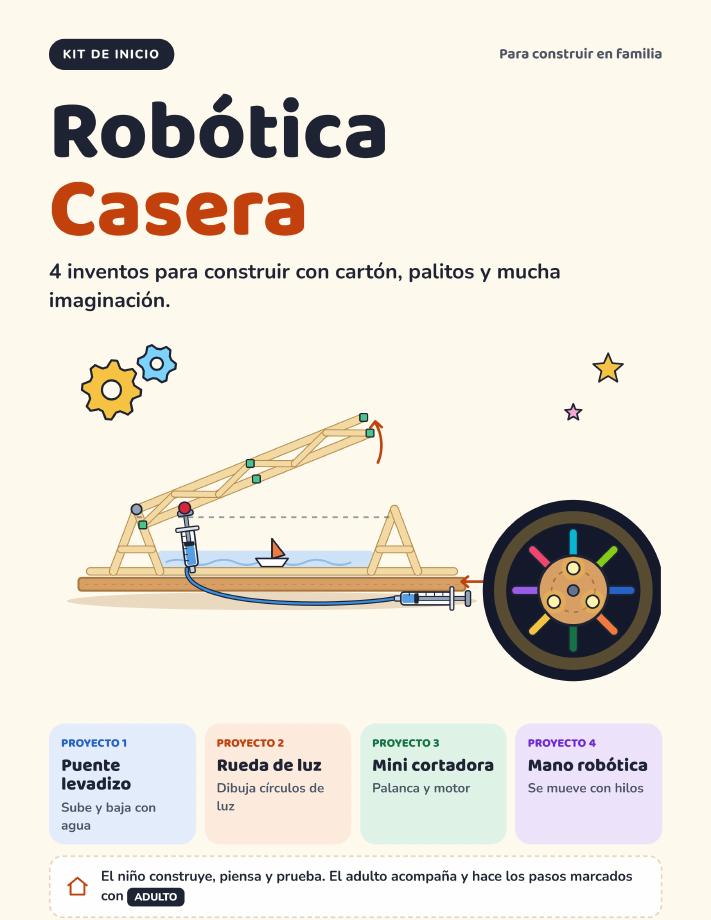 KIT DE INICIO
Para construir en familia
Robótica
Casera
4 inventos para construir con cartón, palitos y mucha
imaginación.
PROYECTO 1
Puente
levadizo
Sube y baja con
agua
PROYECTO 2
Rueda de luz
Dibuja círculos de
luz
PROYECTO 3
Mini cortadora
Palanca y motor
PROYECTO 4
Mano robótica
Se mueve con hilos
El niño construye, piensa y prueba. El adulto acompaña y hace los pasos marcados
con ADULTO